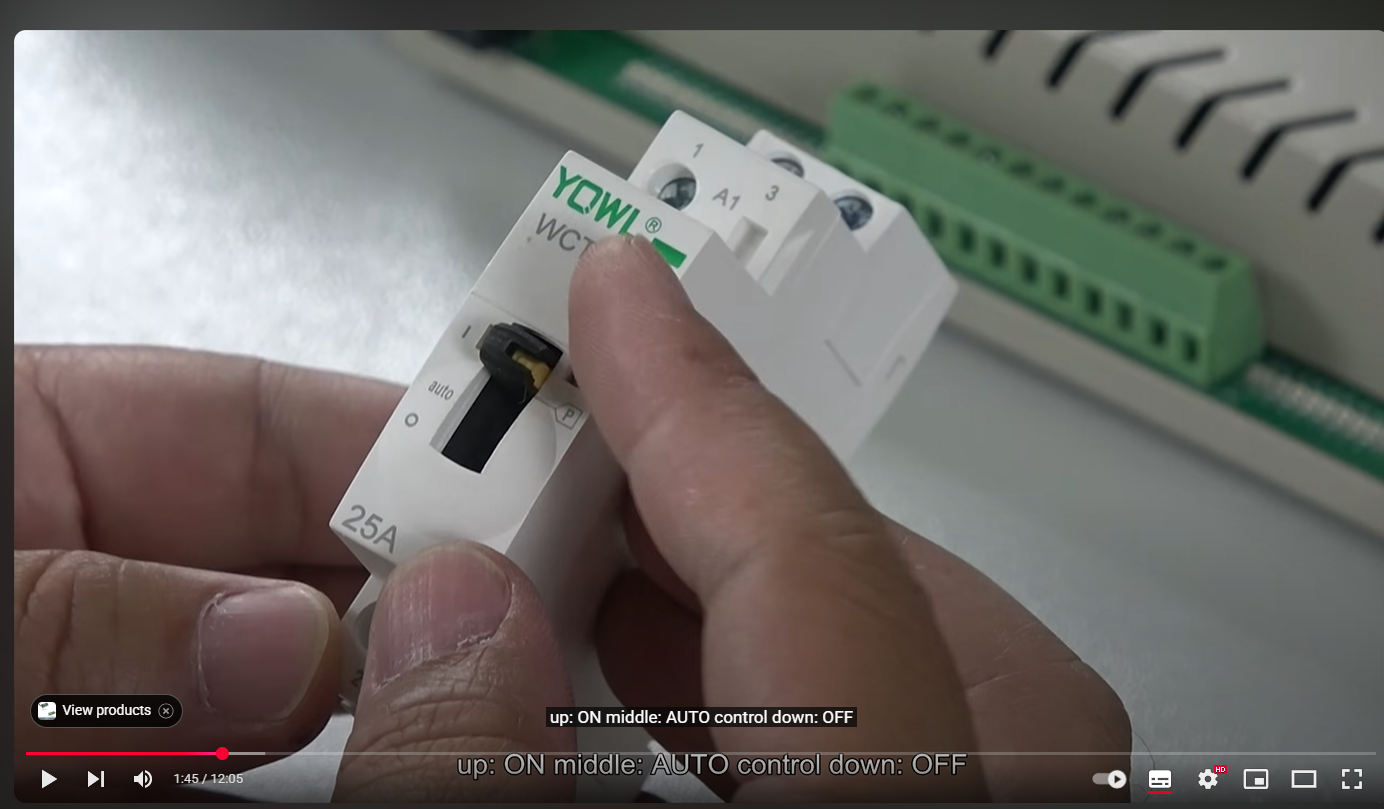 1
A1
3
YQWL®
WCT
I
auto
O
P
25A
View products
up: ON middle: AUTO control down: OFF
up: ON middle: AUTO control down: OFF
1:45 / 12:05
HD